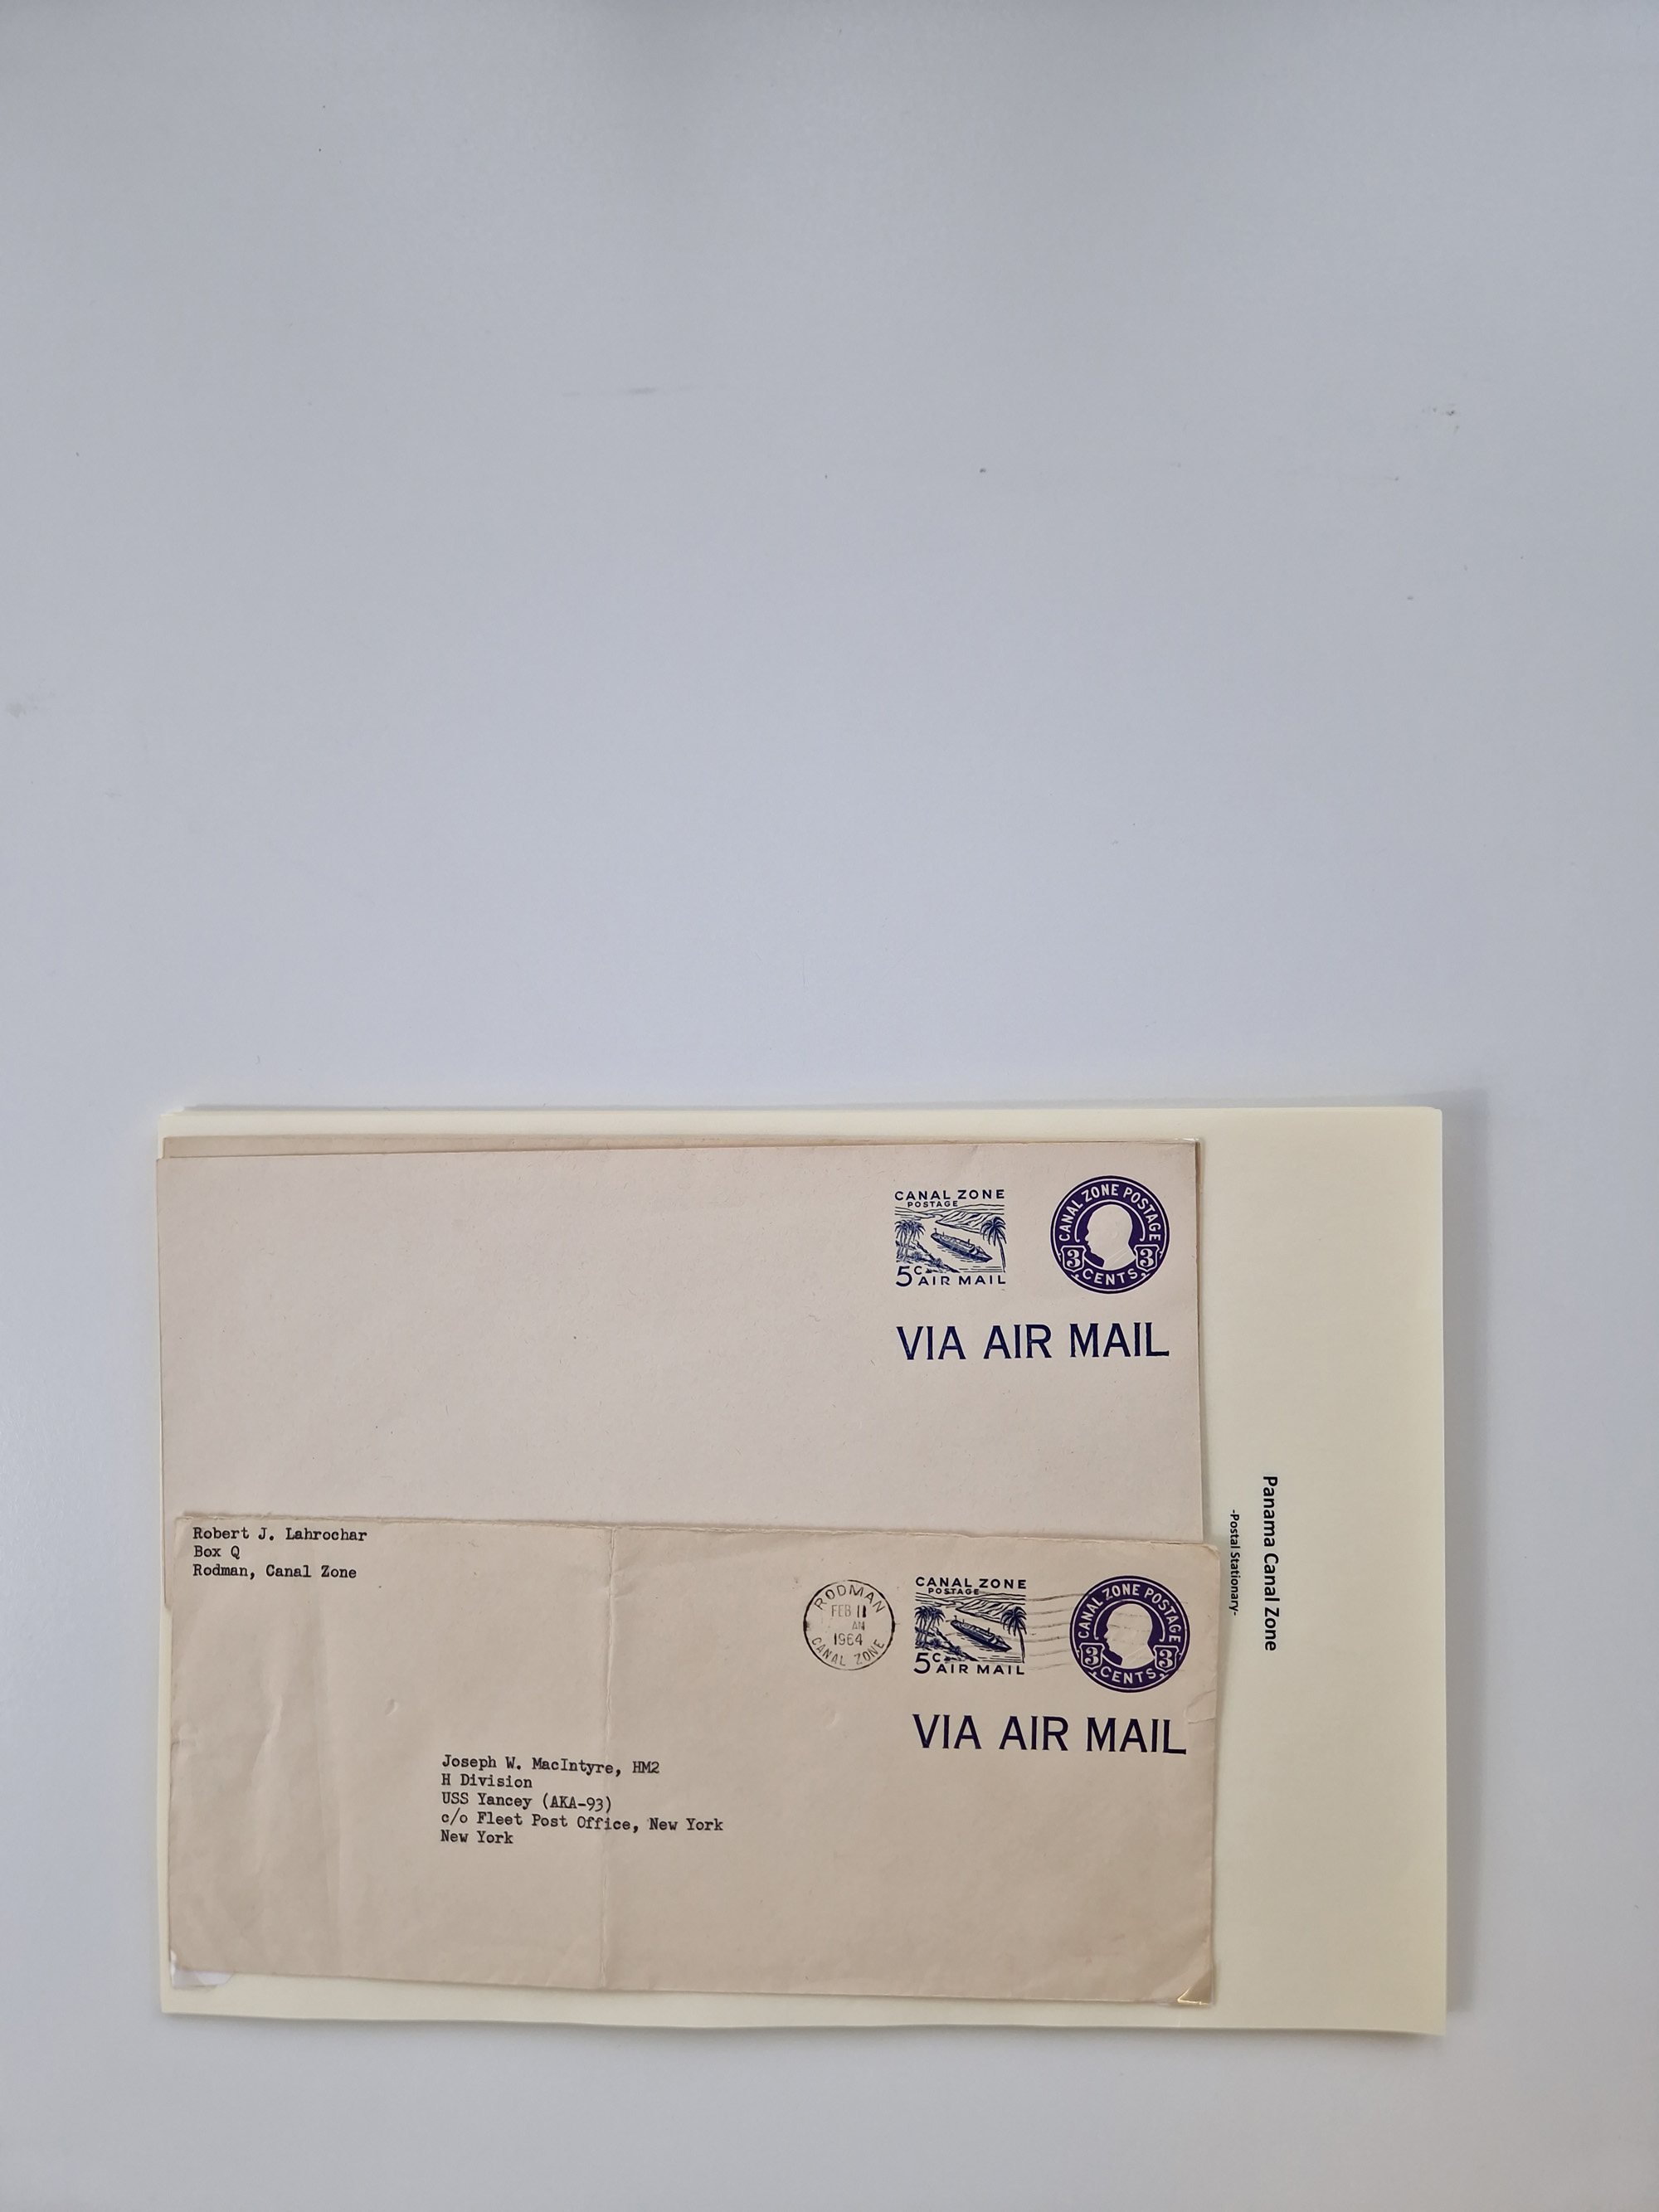 CANAL ZONE
POSTAGE
5c AIR MAIL
CANAL ZONE POSTAGE
3 3
CENTS
VIA AIR MAIL
Robert J. Lahrochar
Box Q
Rodman, Canal Zone
RODMAN
FEB 11
AM
1964
CANAL ZONE
CANAL ZONE
POSTAGE
5c AIR MAIL
CANAL ZONE POSTAGE
3 3
CENTS
VIA AIR MAIL
Joseph W. MacIntyre, HM2
H Division
USS Yancey (AKA-93)
c/o Fleet Post Office, New York
New York
Panama Canal Zone
-Postal Stationary-